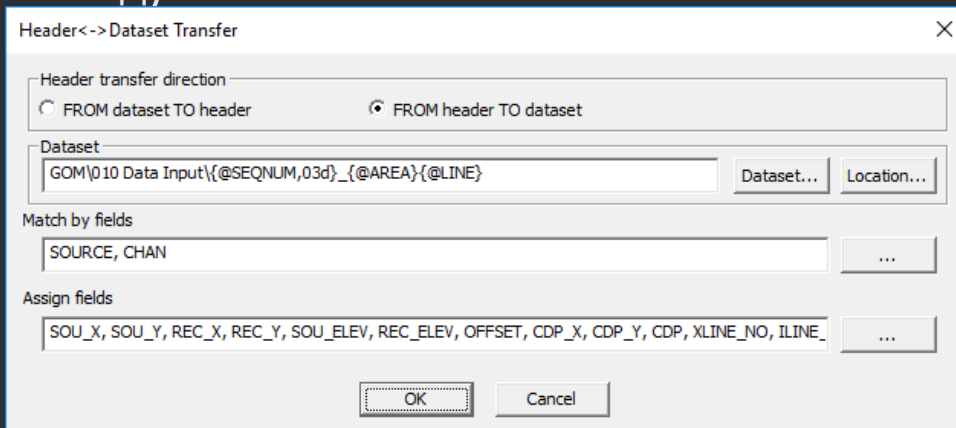 Header<->Dataset Transfer
Header transfer direction
FROM dataset TO header
FROM header TO dataset
Dataset
GOM\010 Data Input\{@SEQNUM,03d}_{@AREA}{@LINE}
Dataset...
Location...
Match by fields
SOURCE, CHAN
...
Assign fields
SOU_X, SOU_Y, REC_X, REC_Y, SOU_ELEV, REC_ELEV, OFFSET, CDP_X, CDP_Y, CDP, XLINE_NO, ILINE_
...
OK
Cancel